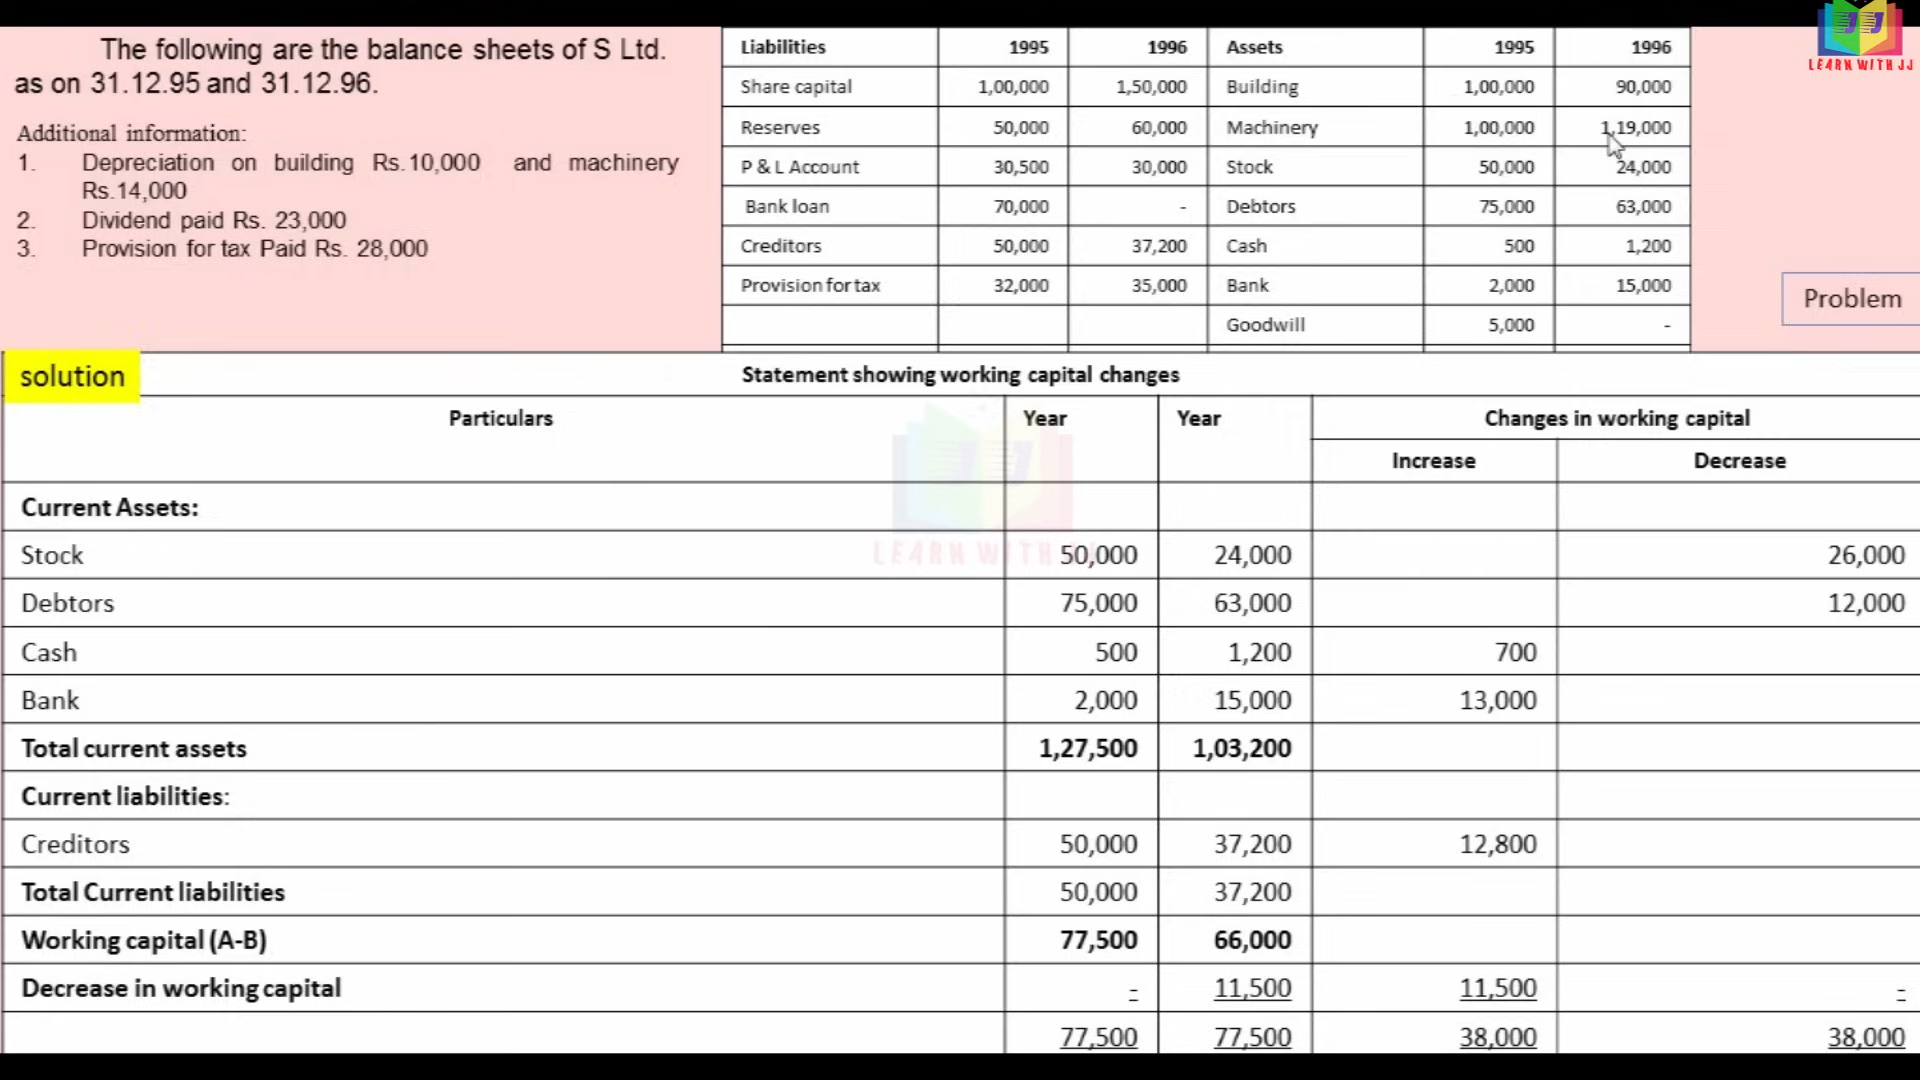 The following are the balance sheets of S Ltd.
as on 31.12.95 and 31.12.96.
Additional information:
1. Depreciation on building Rs.10,000 and machinery
Rs.14,000
2. Dividend paid Rs. 23,000
3. Provision for tax Paid Rs. 28,000
Liabilities 1995 1996 Assets 1995 1996
Share capital 1,00,000 1,50,000 Building 1,00,000 90,000
Reserves 50,000 60,000 Machinery 1,00,000 1,19,000
P & L Account 30,500 30,000 Stock 50,000 24,000
Bank loan 70,000 - Debtors 75,000 63,000
Creditors 50,000 37,200 Cash 500 1,200
Provision for tax 32,000 35,000 Bank 2,000 15,000
Goodwill 5,000 -
LEARN WITH JJ
Problem
solution
Statement showing working capital changes
Particulars Year Year Changes in working capital
Increase Decrease
Current Assets:
Stock 50,000 24,000 26,000
Debtors 75,000 63,000 12,000
Cash 500 1,200 700
Bank 2,000 15,000 13,000
Total current assets 1,27,500 1,03,200
Current liabilities:
Creditors 50,000 37,200 12,800
Total Current liabilities 50,000 37,200
Working capital (A-B) 77,500 66,000
Decrease in working capital - 11,500 11,500 -
77,500 77,500 38,000 38,000
LEARN WITH JJ